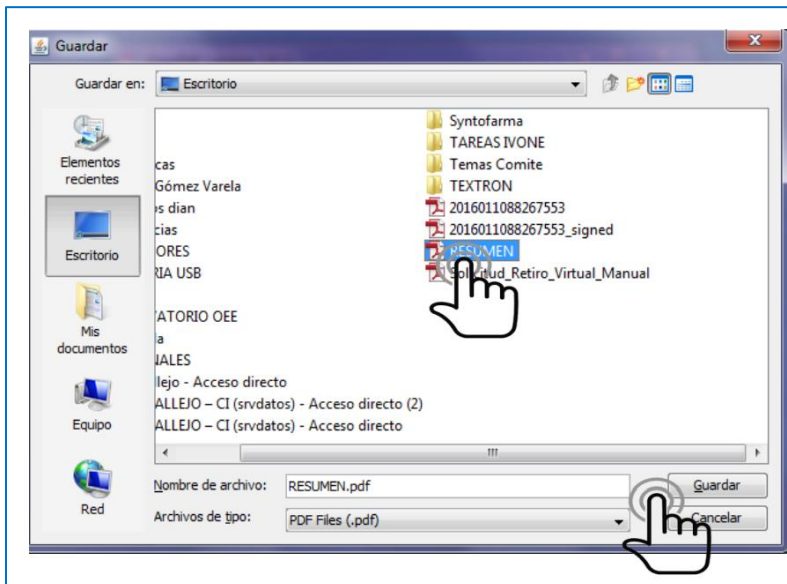 Guardar
Guardar en: Escritorio
Elementos recientes
Escritorio
Mis documentos
Equipo
Red
cas
Gómez Varela
os dian
cias
ORES
RIA USB
ATORIO OEE
la
NALES
llejo - Acceso directo
ALLEJO – CI (srvdatos) - Acceso directo (2)
ALLEJO – CI (srvdatos) - Acceso directo
Syntofarma
TAREAS IVONE
Temas Comite
TEXTRON
2016011088267553
2016011088267553_signed
RESUMEN
Solicitud_Retiro_Virtual_Manual
Nombre de archivo: RESUMEN.pdf
Guardar
Archivos de tipo: PDF Files (.pdf)
Cancelar